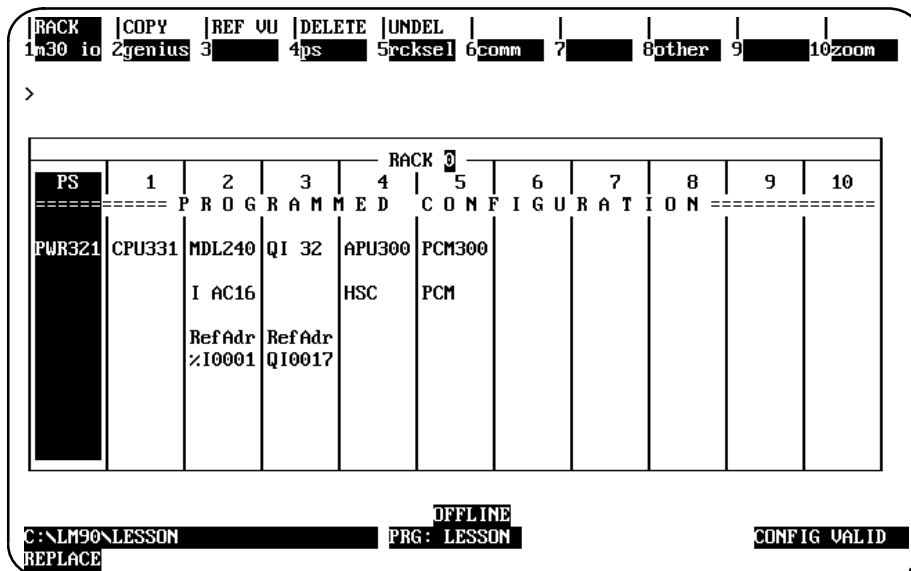 RACK |COPY |REF VU |DELETE |UNDEL | | | | |
1m30 io 2genius 3 4ps 5rcksel 6comm 7 8other 9 10zoom
>
RACK 0
PS 1 2 3 4 5 6 7 8 9 10
====== ====== P R O G R A M M E D C O N F I G U R A T I O N ===============
PWR321 CPU331 MDL240 QI 32 APU300 PCM300
I AC16 HSC PCM
RefAdr RefAdr
%I0001 QI0017
OFFLINE
C:\LM90\LESSON PRG: LESSON CONFIG VALID
REPLACE